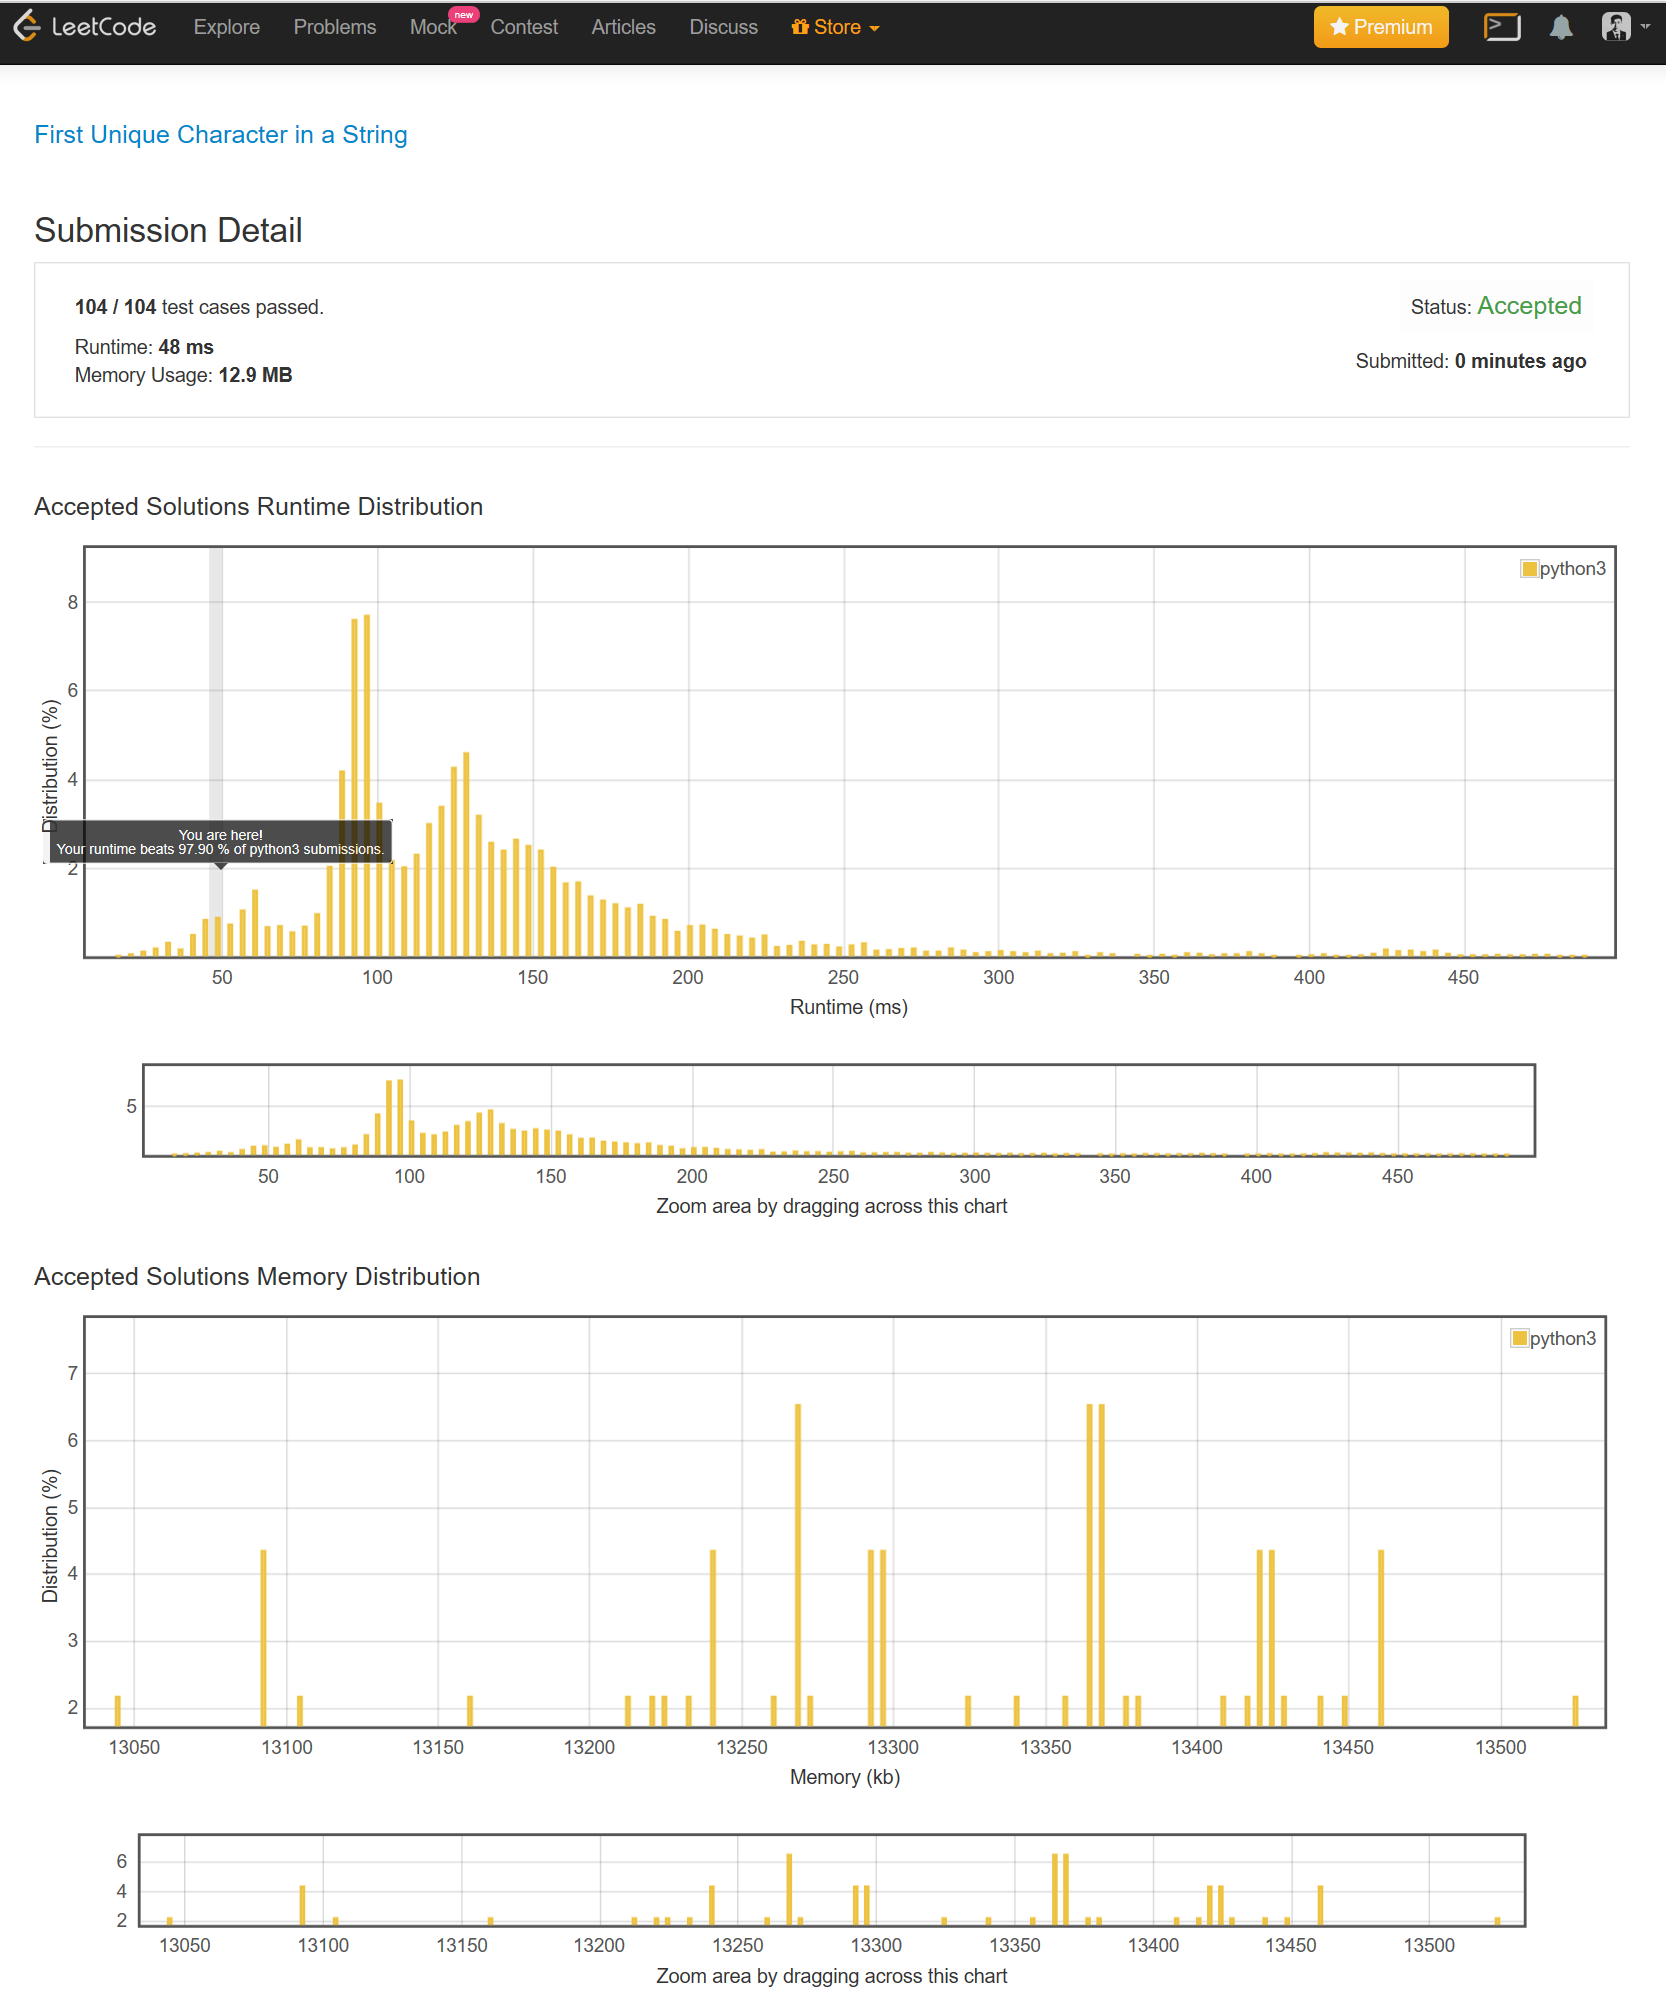 LeetCode Explore Problems Mock new Contest Articles Discuss Store Premium
First Unique Character in a String
Submission Detail
104 / 104 test cases passed.
Status: Accepted
Runtime: 48 ms
Submitted: 0 minutes ago
Memory Usage: 12.9 MB
Accepted Solutions Runtime Distribution
python3
8
6
4
2
Distribution (%)
You are here!
Your runtime beats 97.90 % of python3 submissions.
50 100 150 200 250 300 350 400 450
Runtime (ms)
5
50 100 150 200 250 300 350 400 450
Zoom area by dragging across this chart
Accepted Solutions Memory Distribution
python3
7
6
5
4
3
2
Distribution (%)
13050 13100 13150 13200 13250 13300 13350 13400 13450 13500
Memory (kb)
6
4
2
13050 13100 13150 13200 13250 13300 13350 13400 13450 13500
Zoom area by dragging across this chart